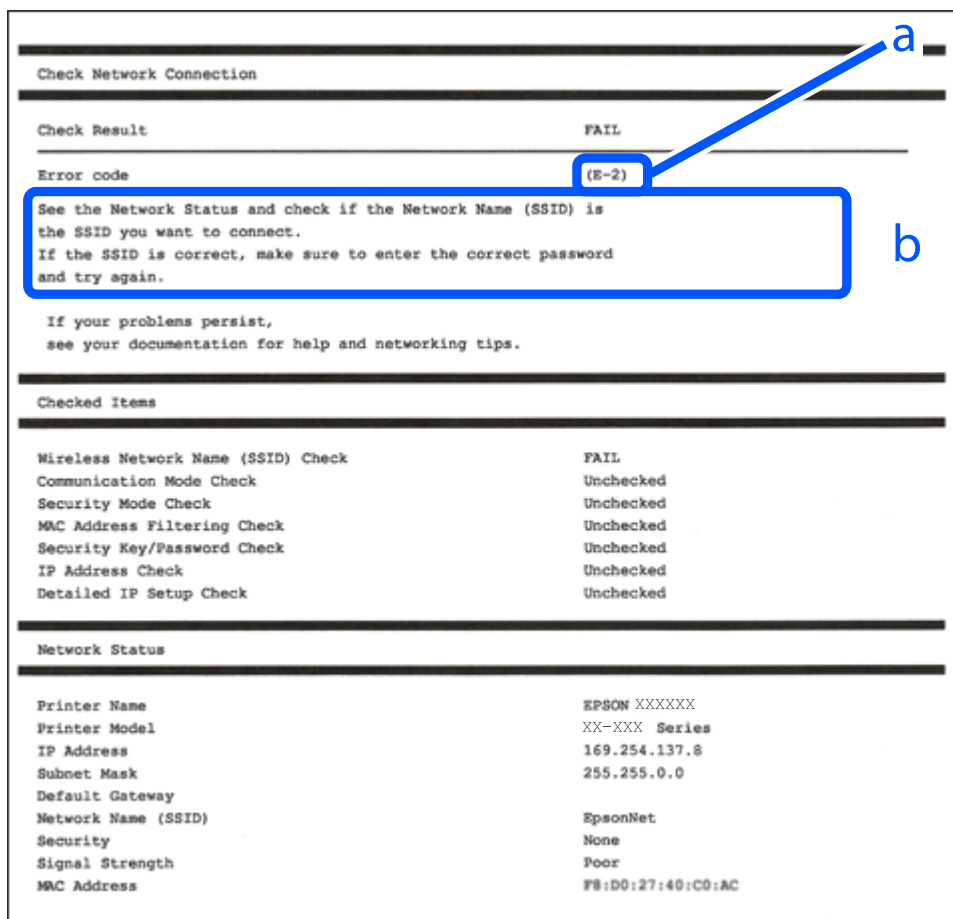 a
Check Network Connection
Check Result FAIL
Error code (E-2)
See the Network Status and check if the Network Name (SSID) is
the SSID you want to connect.
If the SSID is correct, make sure to enter the correct password
and try again.
b
If your problems persist,
see your documentation for help and networking tips.
Checked Items
Wireless Network Name (SSID) Check FAIL
Communication Mode Check Unchecked
Security Mode Check Unchecked
MAC Address Filtering Check Unchecked
Security Key/Password Check Unchecked
IP Address Check Unchecked
Detailed IP Setup Check Unchecked
Network Status
Printer Name EPSON XXXXXX
Printer Model XX-XXX Series
IP Address 169.254.137.8
Subnet Mask 255.255.0.0
Default Gateway
Network Name (SSID) EpsonNet
Security None
Signal Strength Poor
MAC Address F8:D0:27:40:C0:AC